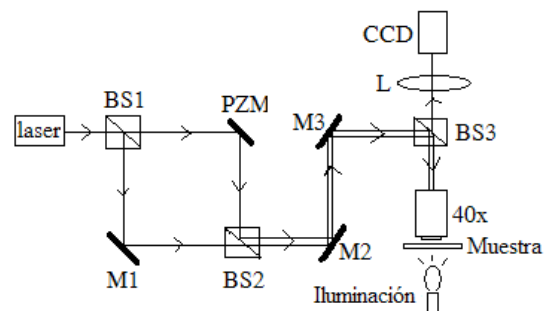 CCD
L
BS1
PZM
M3
laser
BS3
40x
M1
BS2
M2
Muestra
Iluminación